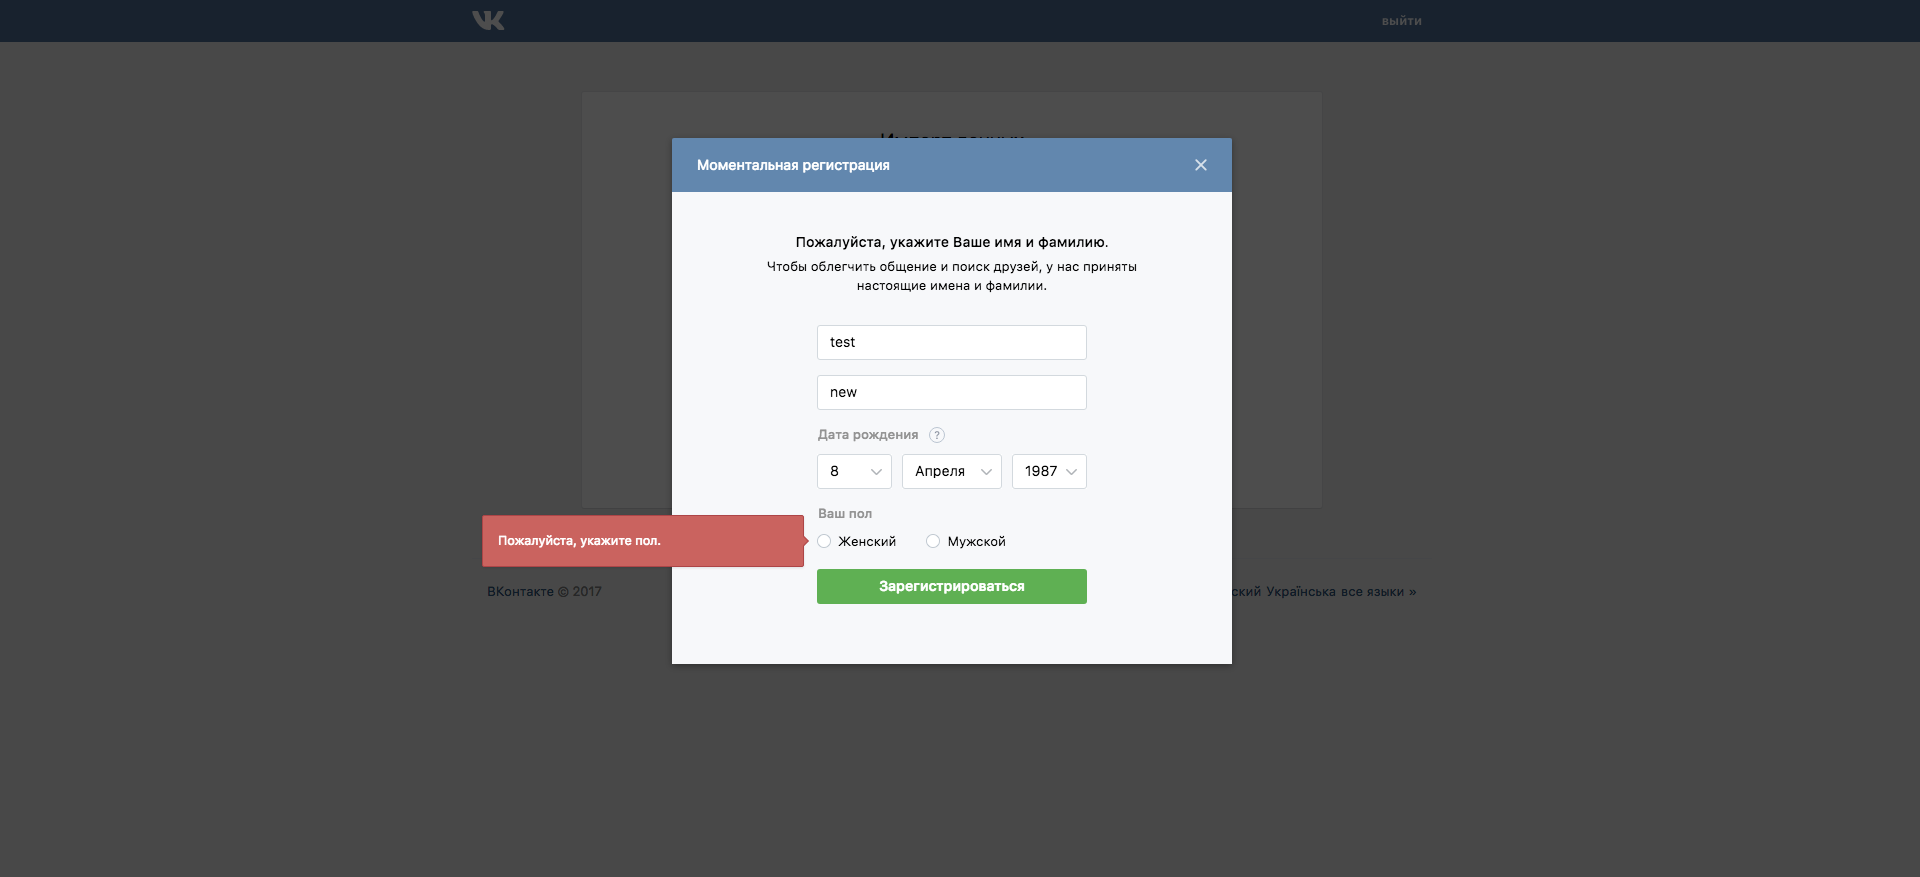 VK
выйти
Моментальная регистрация
Пожалуйста, укажите Ваше имя и фамилию.
Чтобы облегчить общение и поиск друзей, у нас приняты
настоящие имена и фамилии.
test
new
Дата рождения ?
8 Апреля 1987
Ваш пол
Пожалуйста, укажите пол.
Женский Мужской
Зарегистрироваться
ВКонтакте © 2017
Українська все языки »